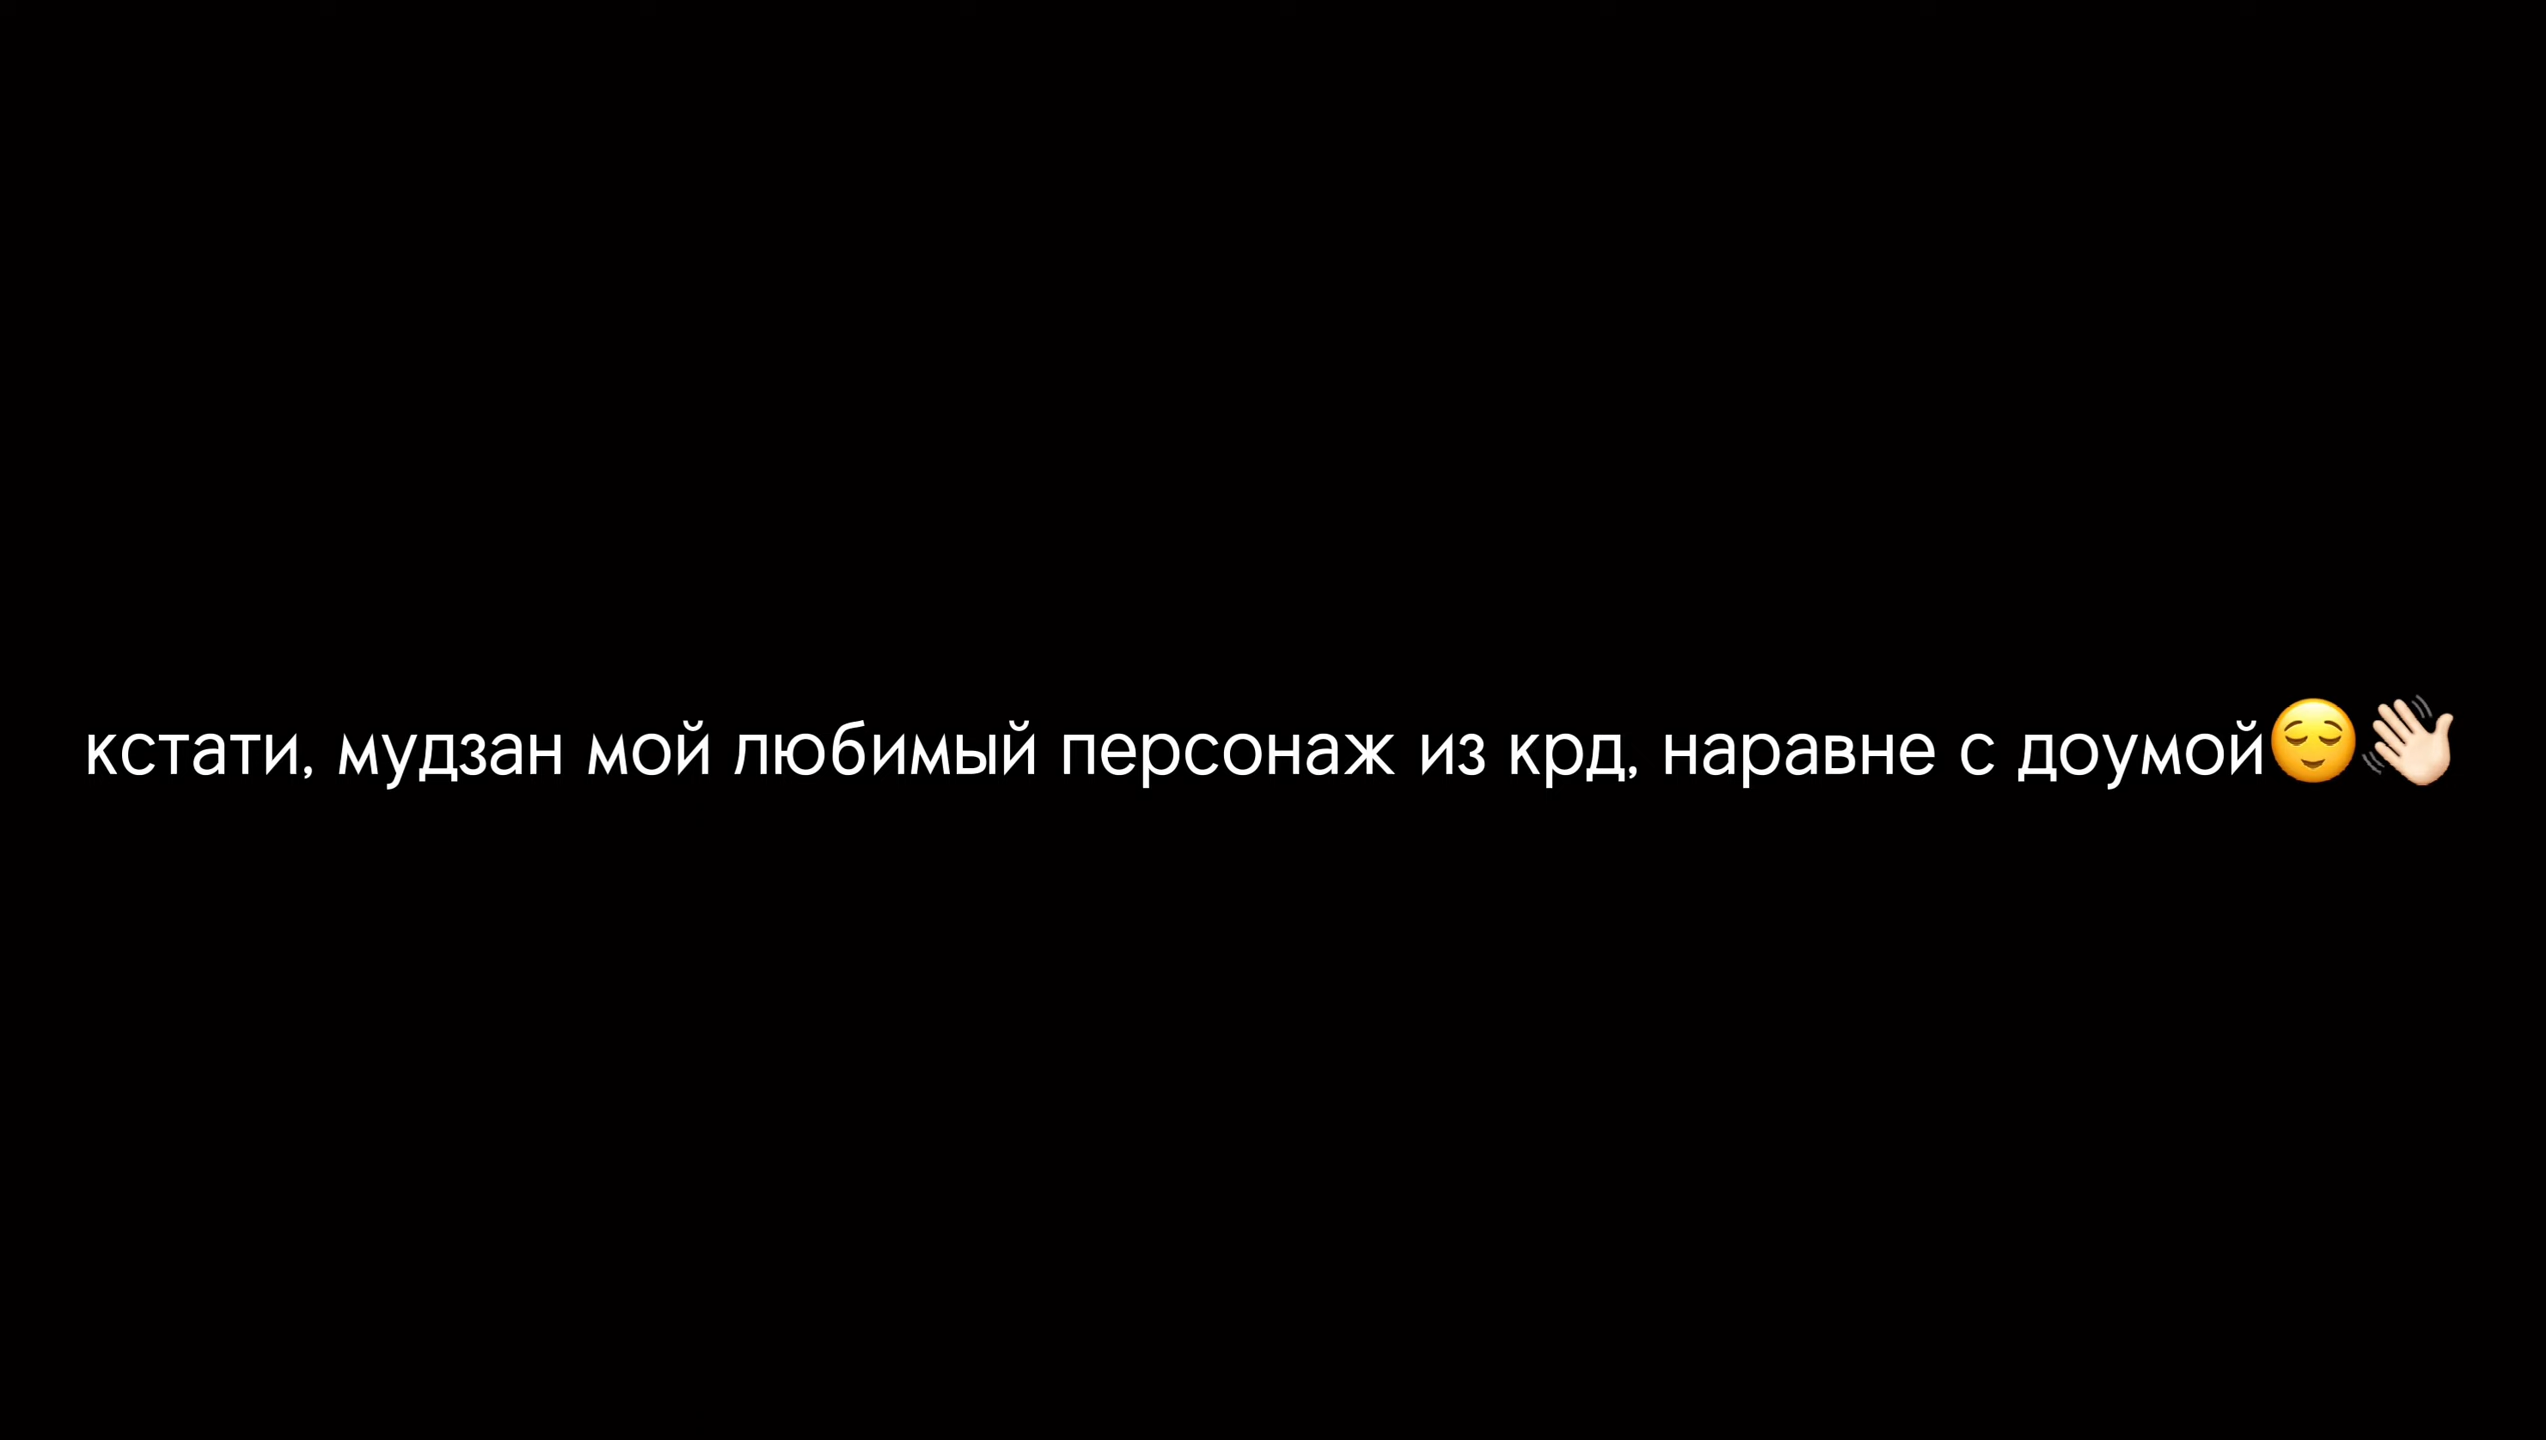 кстати, мудзан мой любимый персонаж из крд, наравне с доумой😌👋🏻